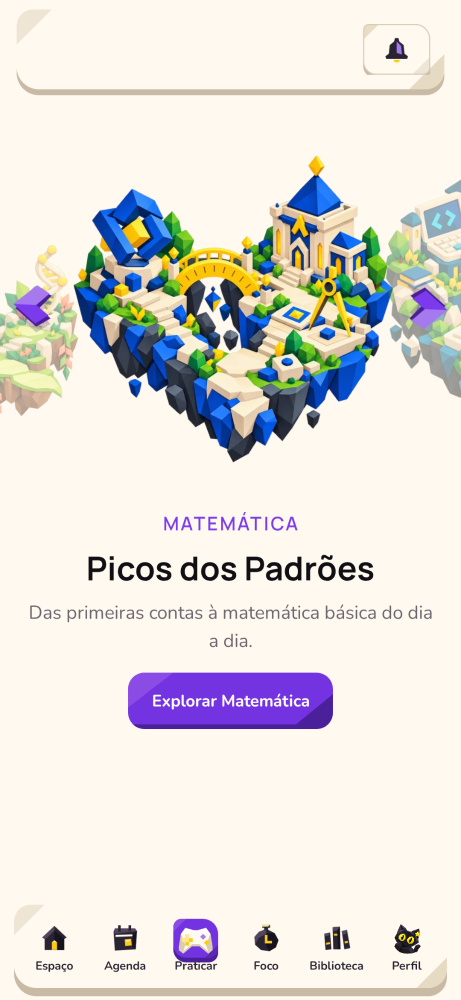 MATEMÁTICA
Picos dos Padrões
Das primeiras contas à matemática básica do dia
a dia.
Explorar Matemática
Espaço
Agenda
Praticar
Foco
Biblioteca
Perfil